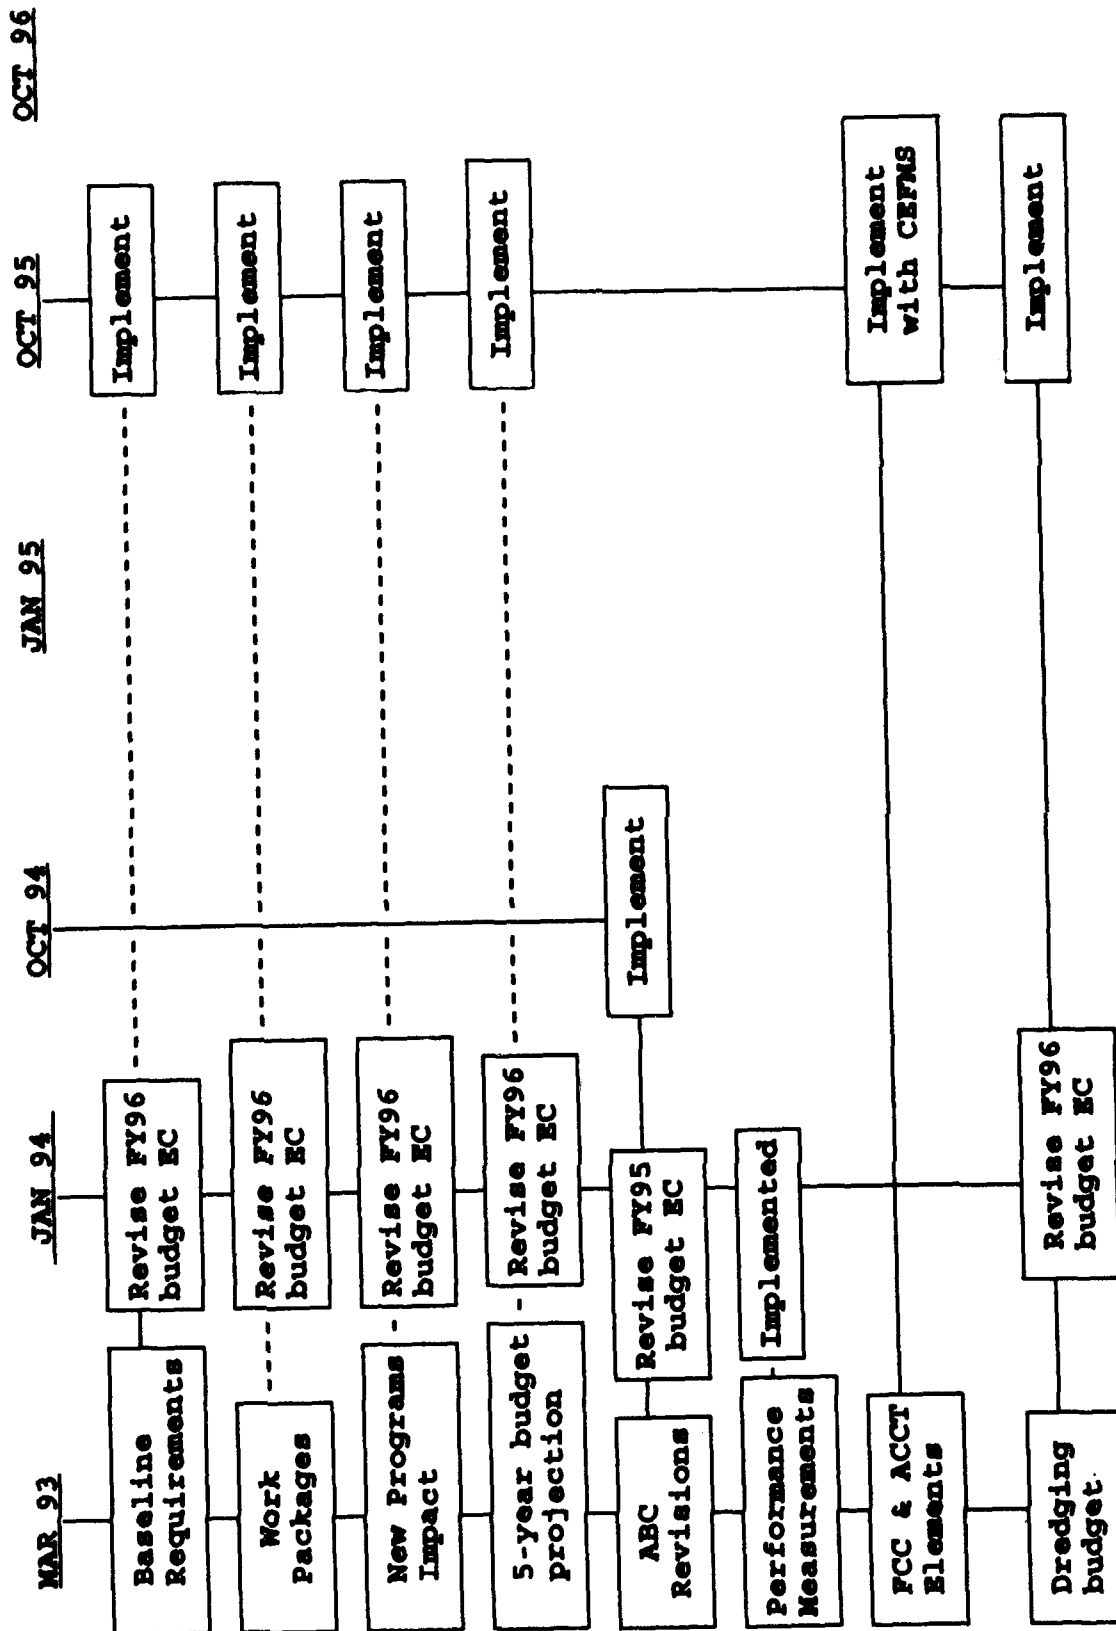 MAR 93
JAN 94
OCT 94
JAN 95
OCT 95
OCT 96
Baseline
Requirements
Revise FY96
budget EC
Implement
Work
Packages
Revise FY96
budget EC
Implement
New Programs
Impact
Revise FY96
budget EC
Implement
5-year budget
projection
Revise FY96
budget EC
Implement
ABC
Revisions
Revise FY95
budget EC
Implement
Performance
Measurements
Implemented
FCC & ACCT
Elements
Implement
with CEFMS
Dredging
budget
Revise FY96
budget EC
Implement